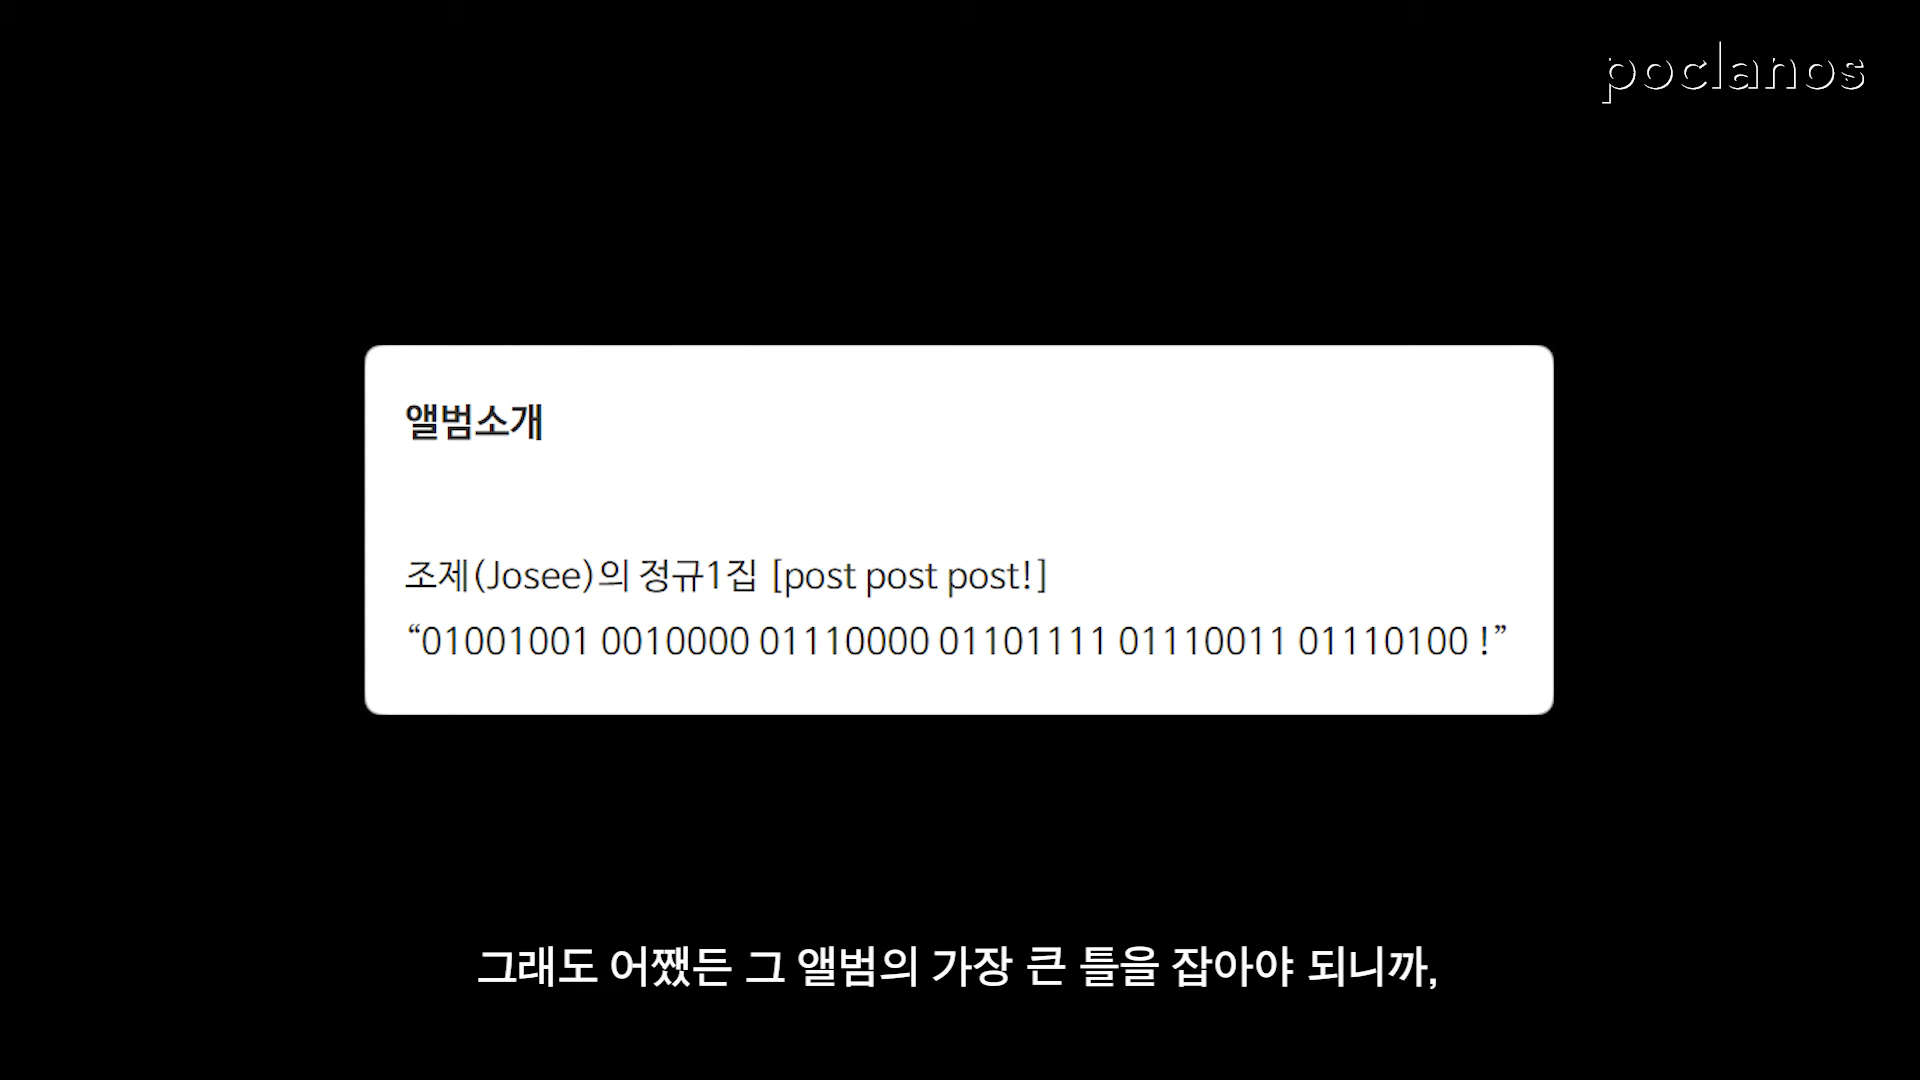 poclanos
앨범소개
조제(Josee)의 정규1집 [post post post!]
“01001001 0010000 01110000 01101111 01110011 01110100 !”
그래도 어쨌든 그 앨범의 가장 큰 틀을 잡아야 되니까,